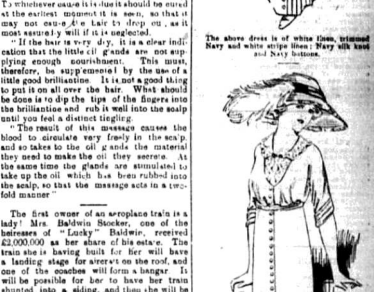 To whichever cause it is due it should be cured
at the earliest moment it is seen, so that it
may not cause the hair to drop out, as it
most assuredly will if it is neglected.
"If the hair is very dry, it is a clear indi-
cation that the little oil glands are not sup-
plying enough nourishment. This must,
therefore, be supplemented by the use of a
little good brilliantine. It is not a good thing
to put it on all over the hair. What should
be done is to dip the tips of the fingers into
the brilliantine and rub it well into the scalp
until you feel a distinct tingling.
"The result of this massage causes the
blood to circulate very freely in the scalp,
and so takes to the oil glands the material
they need to make the oil they secrete. At
the same time the glands are stimulated to
take up the oil which has been rubbed into
the scalp, so that the massage acts in a two-
fold manner"
The first owner of an aeroplane train is a
lady! Mrs. Baldwin Stocker, one of the
heiresses of "Lucky" Baldwin, received
£2,000,000 as her share of his estate. The
train she is having built for her will have
a landing stage for aircraft on the roof, and
one of the coaches will form a hangar. It
will be possible for her to have her train
shunted into a siding, and then she will be
The above dress is of white linen, trimmed
Navy and white stripe linen; Navy silk knot
and Navy buttons.